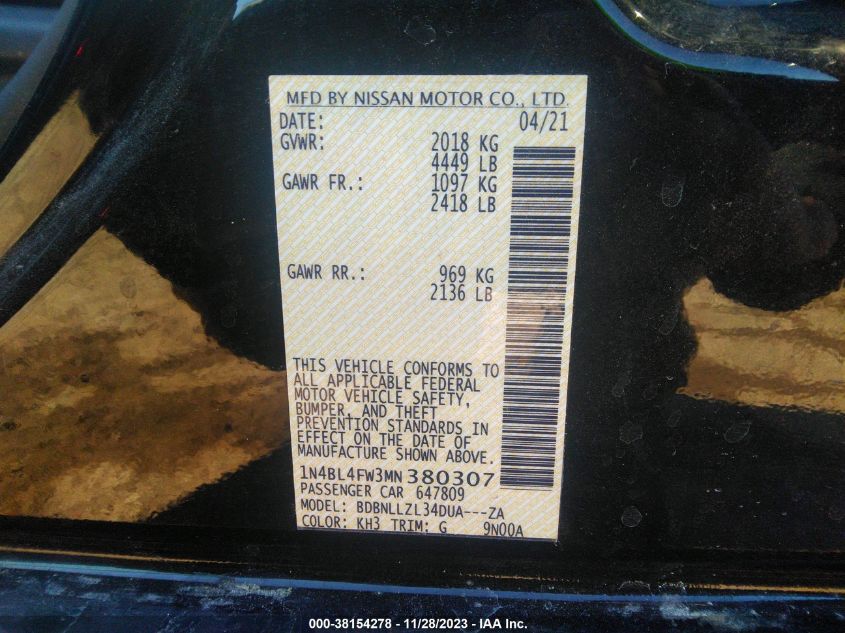 MFD BY NISSAN MOTOR CO., LTD.
DATE: 04/21
GVWR: 2018 KG
4449 LB
GAWR FR.: 1097 KG
2418 LB
GAWR RR.: 969 KG
2136 LB
THIS VEHICLE CONFORMS TO
ALL APPLICABLE FEDERAL
MOTOR VEHICLE SAFETY,
BUMPER, AND THEFT
PREVENTION STANDARDS IN
EFFECT ON THE DATE OF
MANUFACTURE SHOWN ABOVE.
1N4BL4FW3MN 380307
PASSENGER CAR 647809
MODEL: BDBNLLZL34DUA---ZA
COLOR: KH3 TRIM: G 9N00A
000-38154278 - 11/28/2023 - IAA Inc.